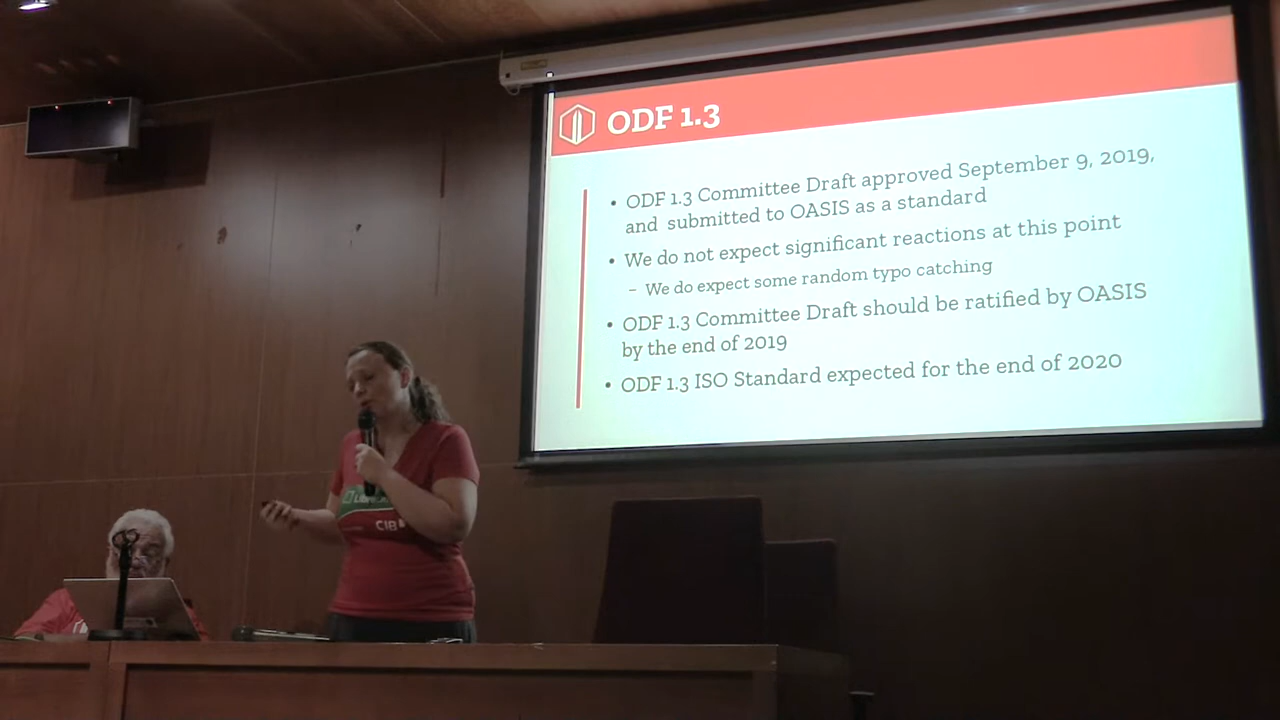 ODF 1.3
• ODF 1.3 Committee Draft approved September 9, 2019,
and submitted to OASIS as a standard
• We do not expect significant reactions at this point
– We do expect some random typo catching
• ODF 1.3 Committee Draft should be ratified by OASIS
by the end of 2019
• ODF 1.3 ISO Standard expected for the end of 2020
CIB